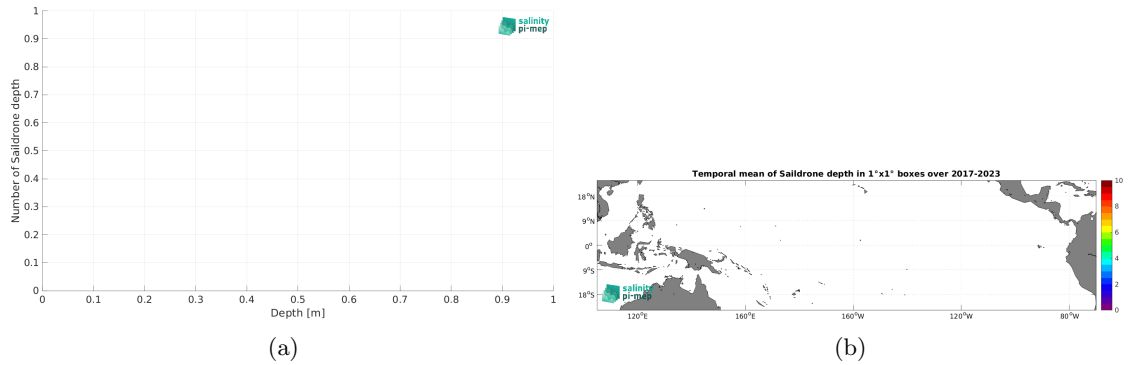 1
0.9
0.8
0.7
0.6
0.5
0.4
0.3
0.2
0.1
0
Number of Saildrone depth
salinity
pi-mep
0 0.1 0.2 0.3 0.4 0.5 0.6 0.7 0.8 0.9 1
Depth [m]
(a)
Temporal mean of Saildrone depth in 1°x1° boxes over 2017-2023
18°N
9°N
0°
9°S
18°S
salinity
pi-mep
120°E 160°E 160°W 120°W 80°W
10
8
6
4
2
0
(b)